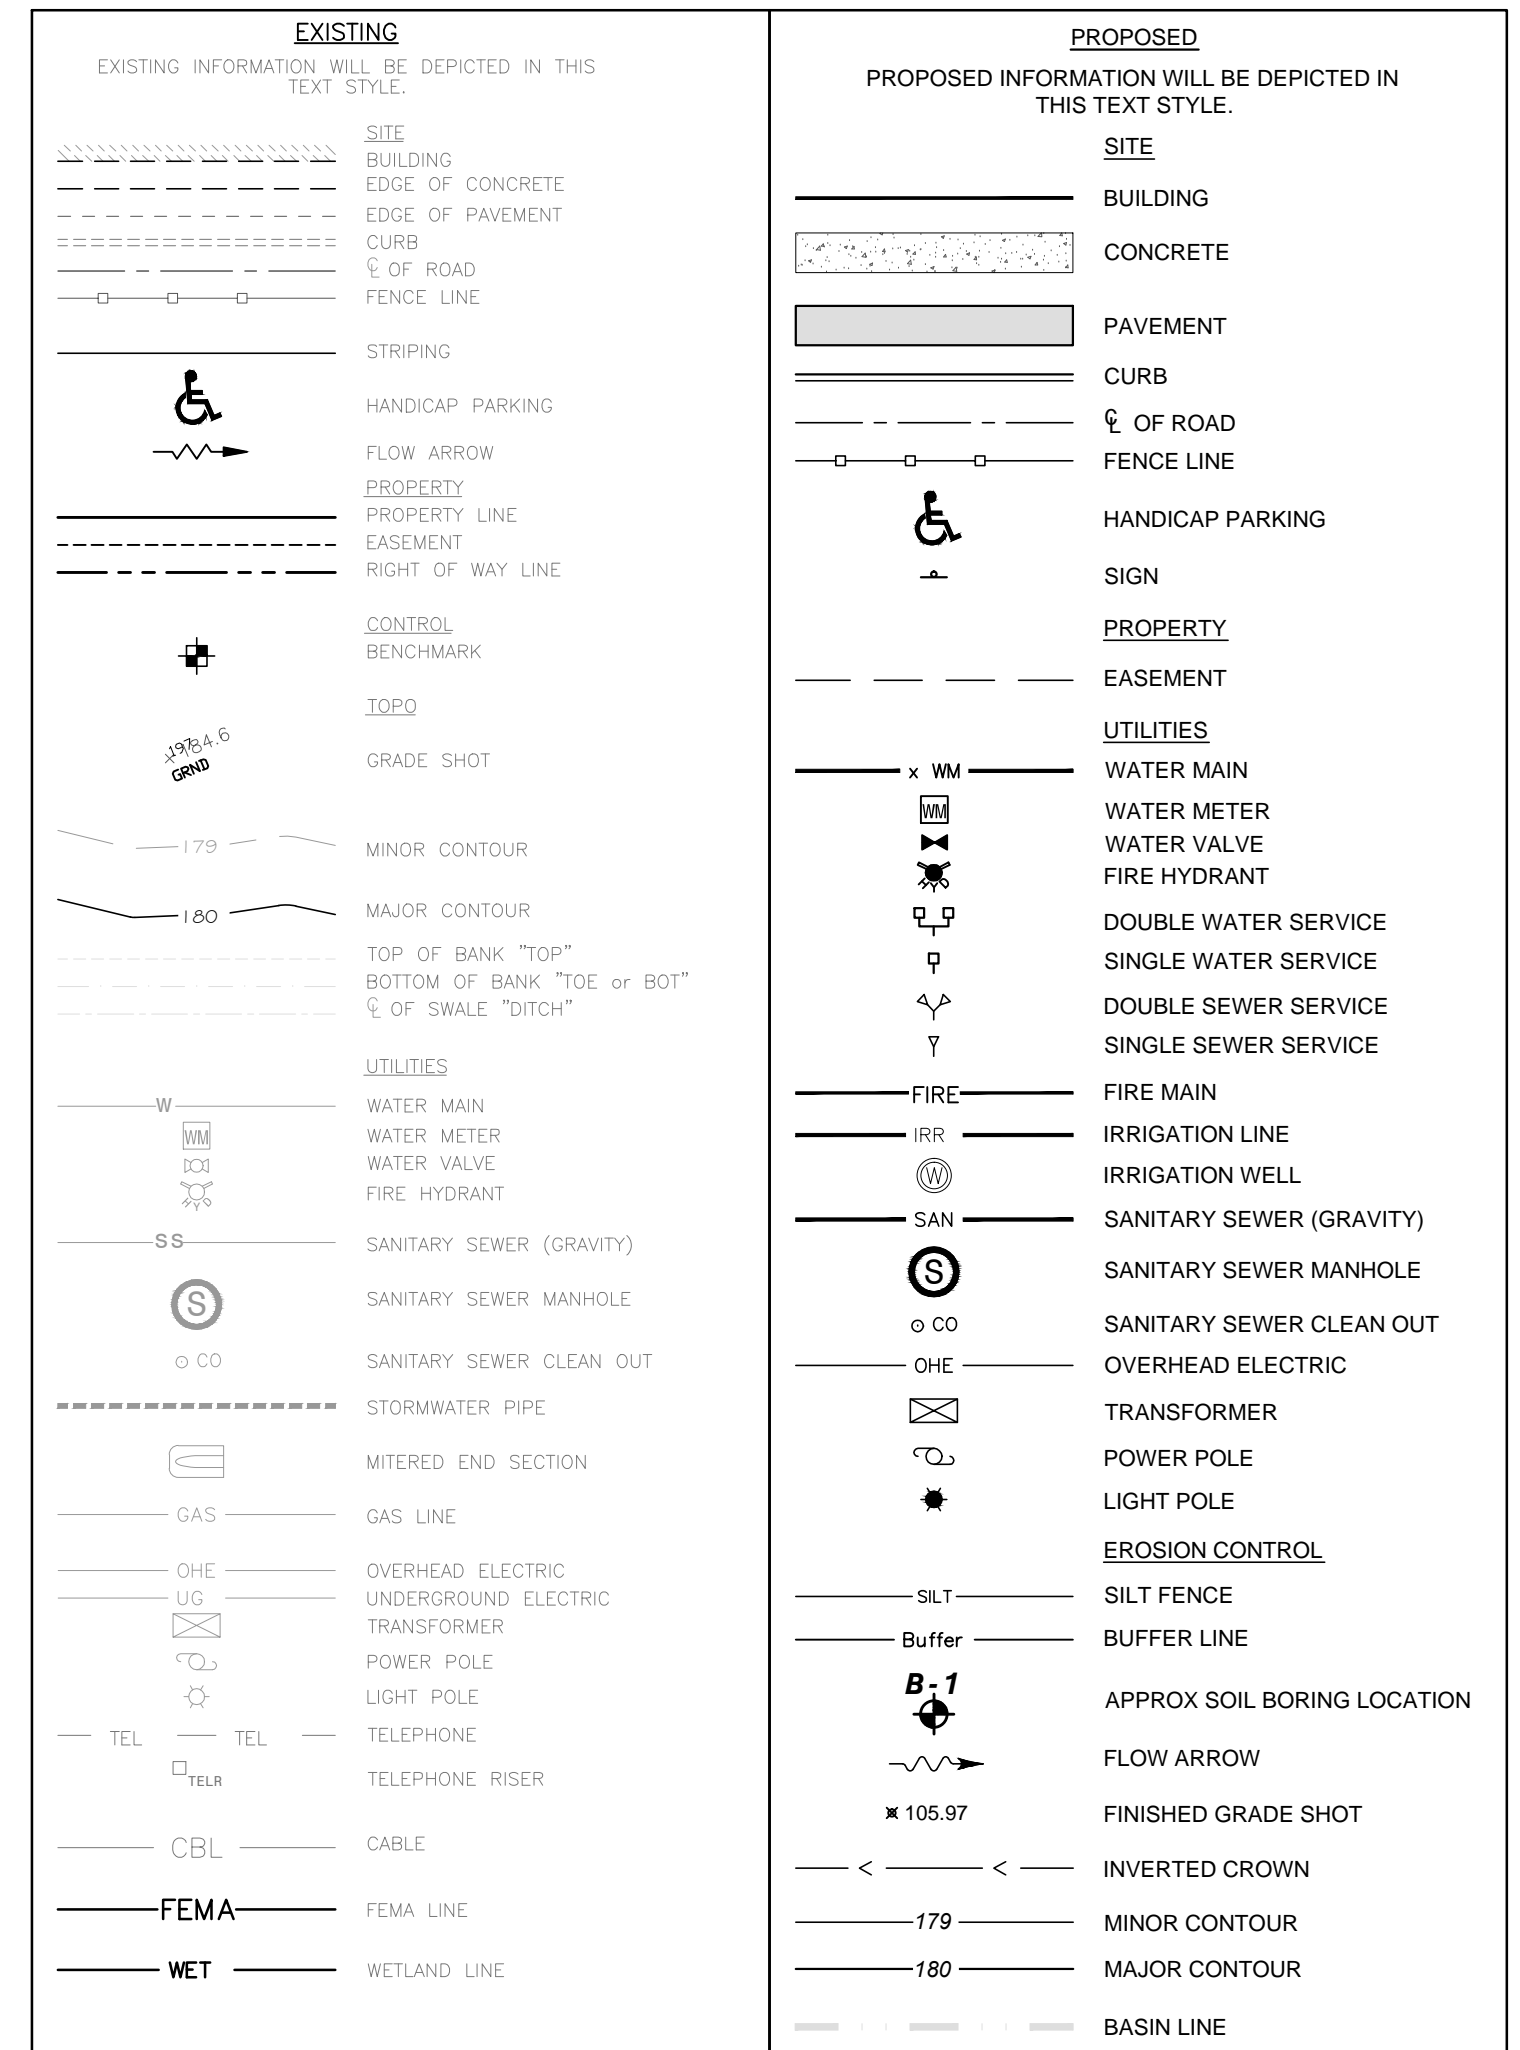 EXISTING
EXISTING INFORMATION WILL BE DEPICTED IN THIS
TEXT STYLE.
SITE
BUILDING
EDGE OF CONCRETE
EDGE OF PAVEMENT
CURB
℄ OF ROAD
FENCE LINE
STRIPING
HANDICAP PARKING
FLOW ARROW
PROPERTY
PROPERTY LINE
EASEMENT
RIGHT OF WAY LINE
CONTROL
BENCHMARK
TOPO
197
184.6
GRND
GRADE SHOT
179 MINOR CONTOUR
180 MAJOR CONTOUR
TOP OF BANK "TOP"
BOTTOM OF BANK "TOE or BOT"
℄ OF SWALE "DITCH"
UTILITIES
W WATER MAIN
WM WATER METER
WATER VALVE
HYD FIRE HYDRANT
SS SANITARY SEWER (GRAVITY)
S SANITARY SEWER MANHOLE
CO SANITARY SEWER CLEAN OUT
STORMWATER PIPE
MITERED END SECTION
GAS GAS LINE
OHE OVERHEAD ELECTRIC
UG UNDERGROUND ELECTRIC
TRANSFORMER
POWER POLE
LIGHT POLE
TEL TEL TELEPHONE
TELR TELEPHONE RISER
CBL CABLE
FEMA FEMA LINE
WET WETLAND LINE
PROPOSED
PROPOSED INFORMATION WILL BE DEPICTED IN
THIS TEXT STYLE.
SITE
BUILDING
CONCRETE
PAVEMENT
CURB
℄ OF ROAD
FENCE LINE
HANDICAP PARKING
SIGN
PROPERTY
EASEMENT
UTILITIES
x WM WATER MAIN
WM WATER METER
WATER VALVE
HYD FIRE HYDRANT
DOUBLE WATER SERVICE
SINGLE WATER SERVICE
DOUBLE SEWER SERVICE
SINGLE SEWER SERVICE
FIRE FIRE MAIN
IRR IRRIGATION LINE
W IRRIGATION WELL
SAN SANITARY SEWER (GRAVITY)
S SANITARY SEWER MANHOLE
CO SANITARY SEWER CLEAN OUT
OHE OVERHEAD ELECTRIC
TRANSFORMER
POWER POLE
LIGHT POLE
EROSION CONTROL
SILT SILT FENCE
Buffer BUFFER LINE
B-1 APPROX SOIL BORING LOCATION
FLOW ARROW
105.97 FINISHED GRADE SHOT
< < INVERTED CROWN
179 MINOR CONTOUR
180 MAJOR CONTOUR
BASIN LINE